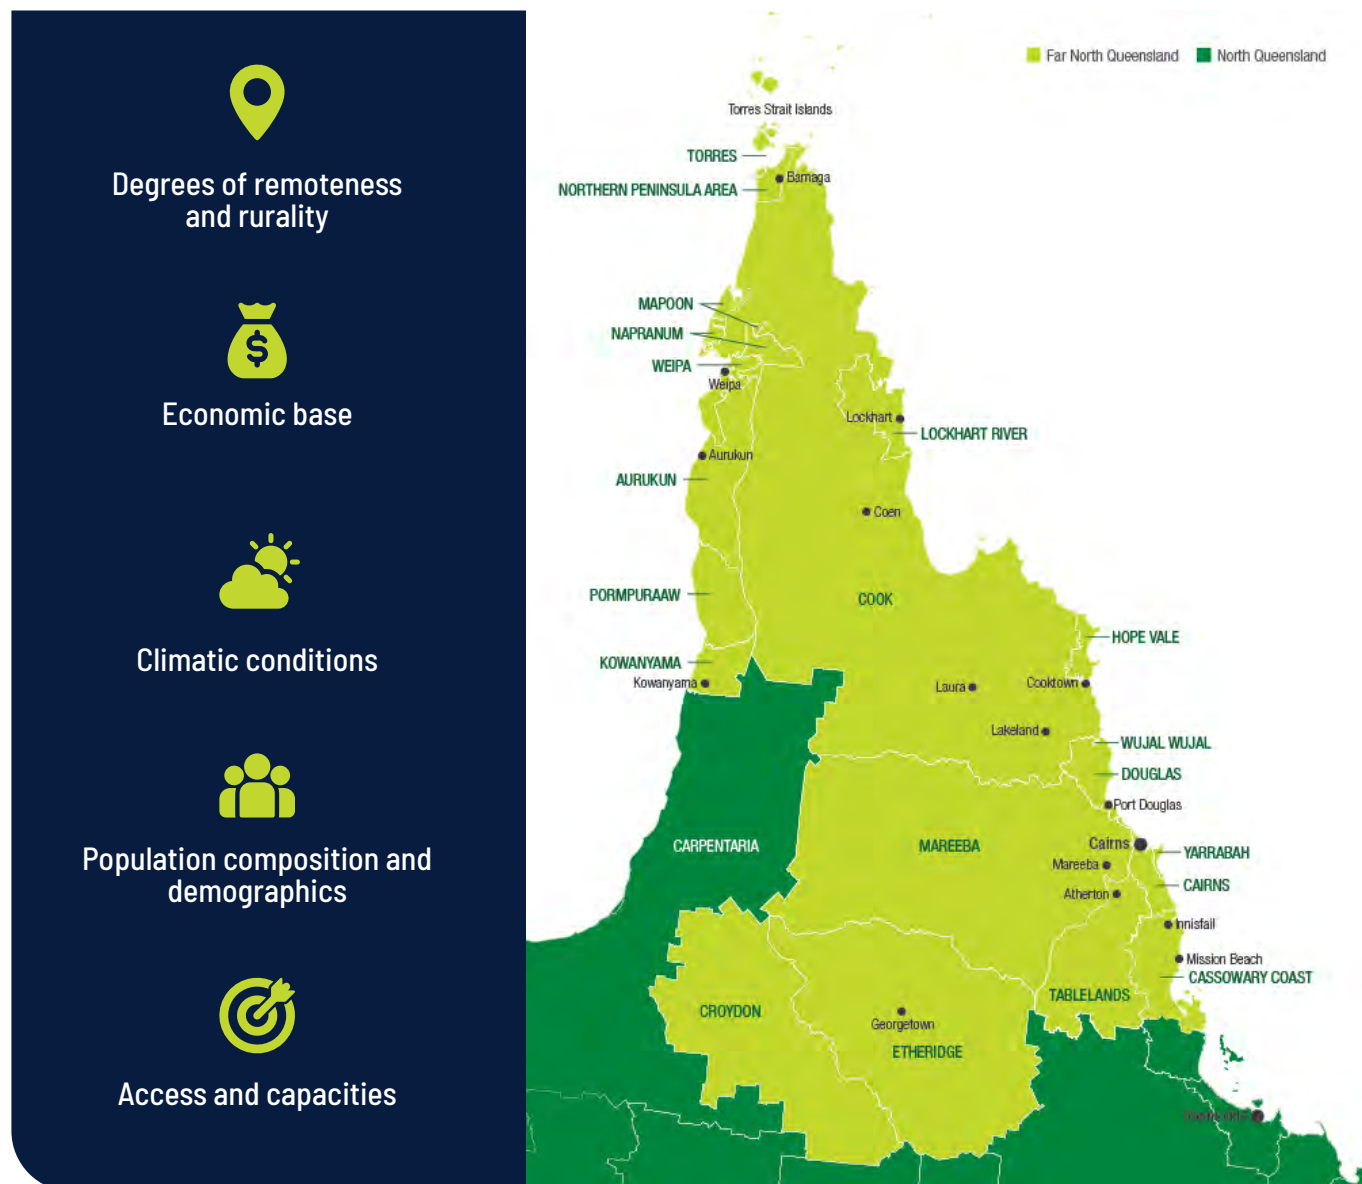 Degrees of remoteness
and rurality
Economic base
Climatic conditions
Population composition and
demographics
Access and capacities
Far North Queensland
North Queensland
Torres Strait Islands
TORRES
Bamaga
NORTHERN PENINSULA AREA
MAPOON
NAPRANUM
WEIPA
Weipa
Lockhart
LOCKHART RIVER
Aurukun
AURUKUN
Coen
PORMPURAAW
COOK
HOPE VALE
KOWANYAMA
Kowanyama
Laura
Cooktown
Lakeland
WUJAL WUJAL
DOUGLAS
Port Douglas
CARPENTARIA
MAREEBA
Cairns
YARRABAH
Mareeba
CAIRNS
Atherton
Innisfail
Mission Beach
CASSOWARY COAST
TABLELANDS
CROYDON
Georgetown
ETHERIDGE